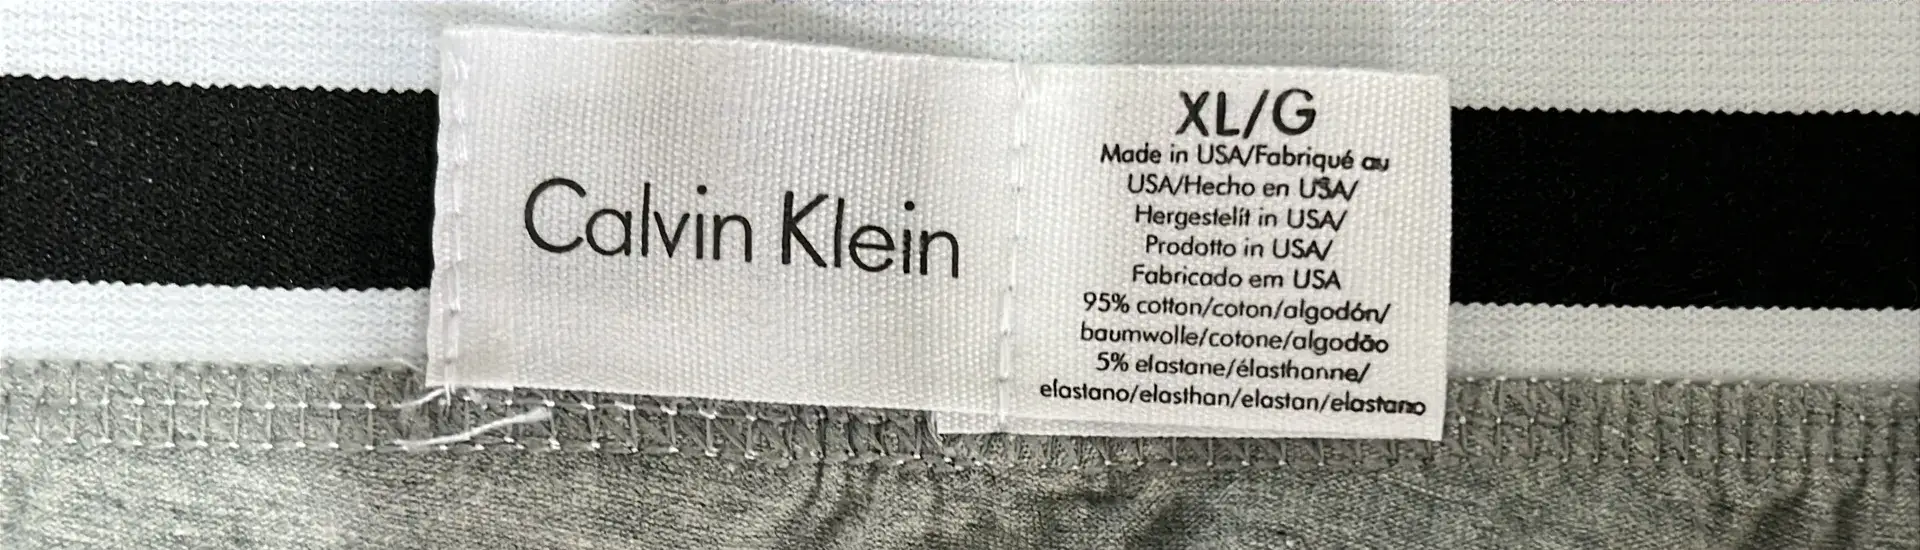 Calvin Klein
XL/G
Made in USA/Fabriqué au
USA/Hecho en USA/
Hergestellt in USA/
Prodotto in USA/
Fabricado em USA
95% cotton/coton/algodón/
baumwolle/cotone/algodão
5% elastane/élasthanne/
elastano/elasthan/elastan/elastano